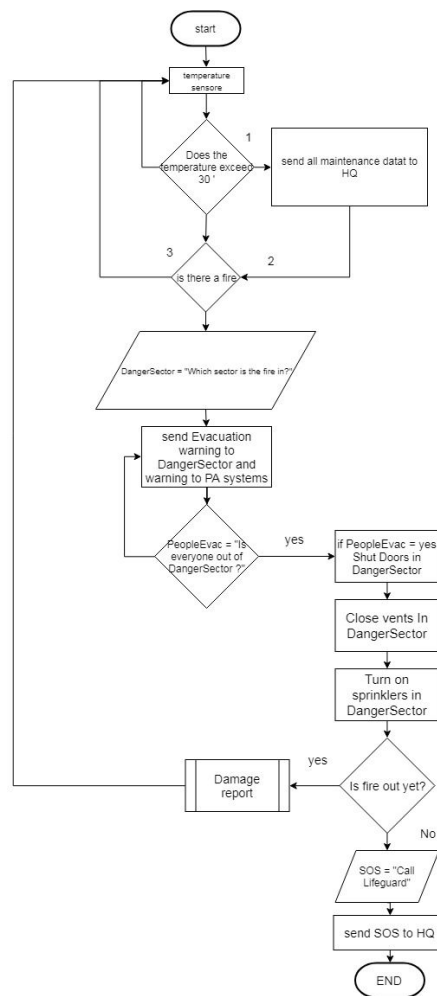 start
temperature
sensore
1
Does the
temperature exceed
30 '
send all maintenance datat to
HQ
3
2
is there a fire
DangerSector = "Which sector is the fire in?"
send Evacuation
warning to
DangerSector and
warning to PA systems
PeopleEvac = "Is
everyone out of
DangerSector ?"
yes
if PeopleEvac = yes
Shut Doors in
DangerSector
Close vents In
DangerSector
Turn on
sprinklers in
DangerSector
yes
Is fire out yet?
Damage
report
No
SOS = "Call
Lifeguard"
send SOS to HQ
END